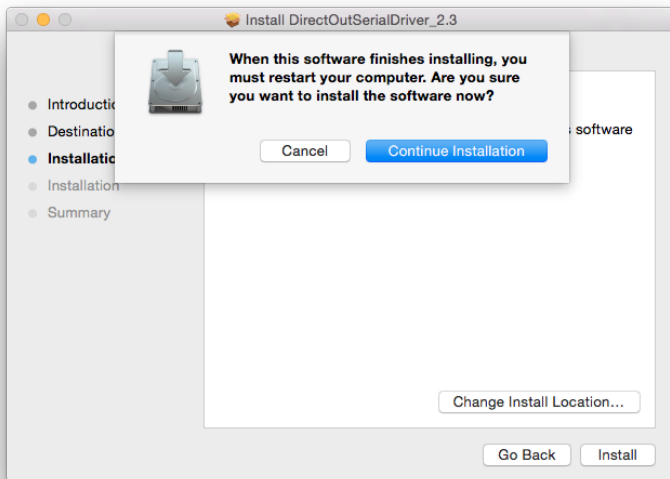 Install DirectOutSerialDriver_2.3
When this software finishes installing, you
must restart your computer. Are you sure
you want to install the software now?
Cancel
Continue Installation
Introductio
Destinatio
Installatio
Installation
Summary
s software
Change Install Location...
Go Back
Install